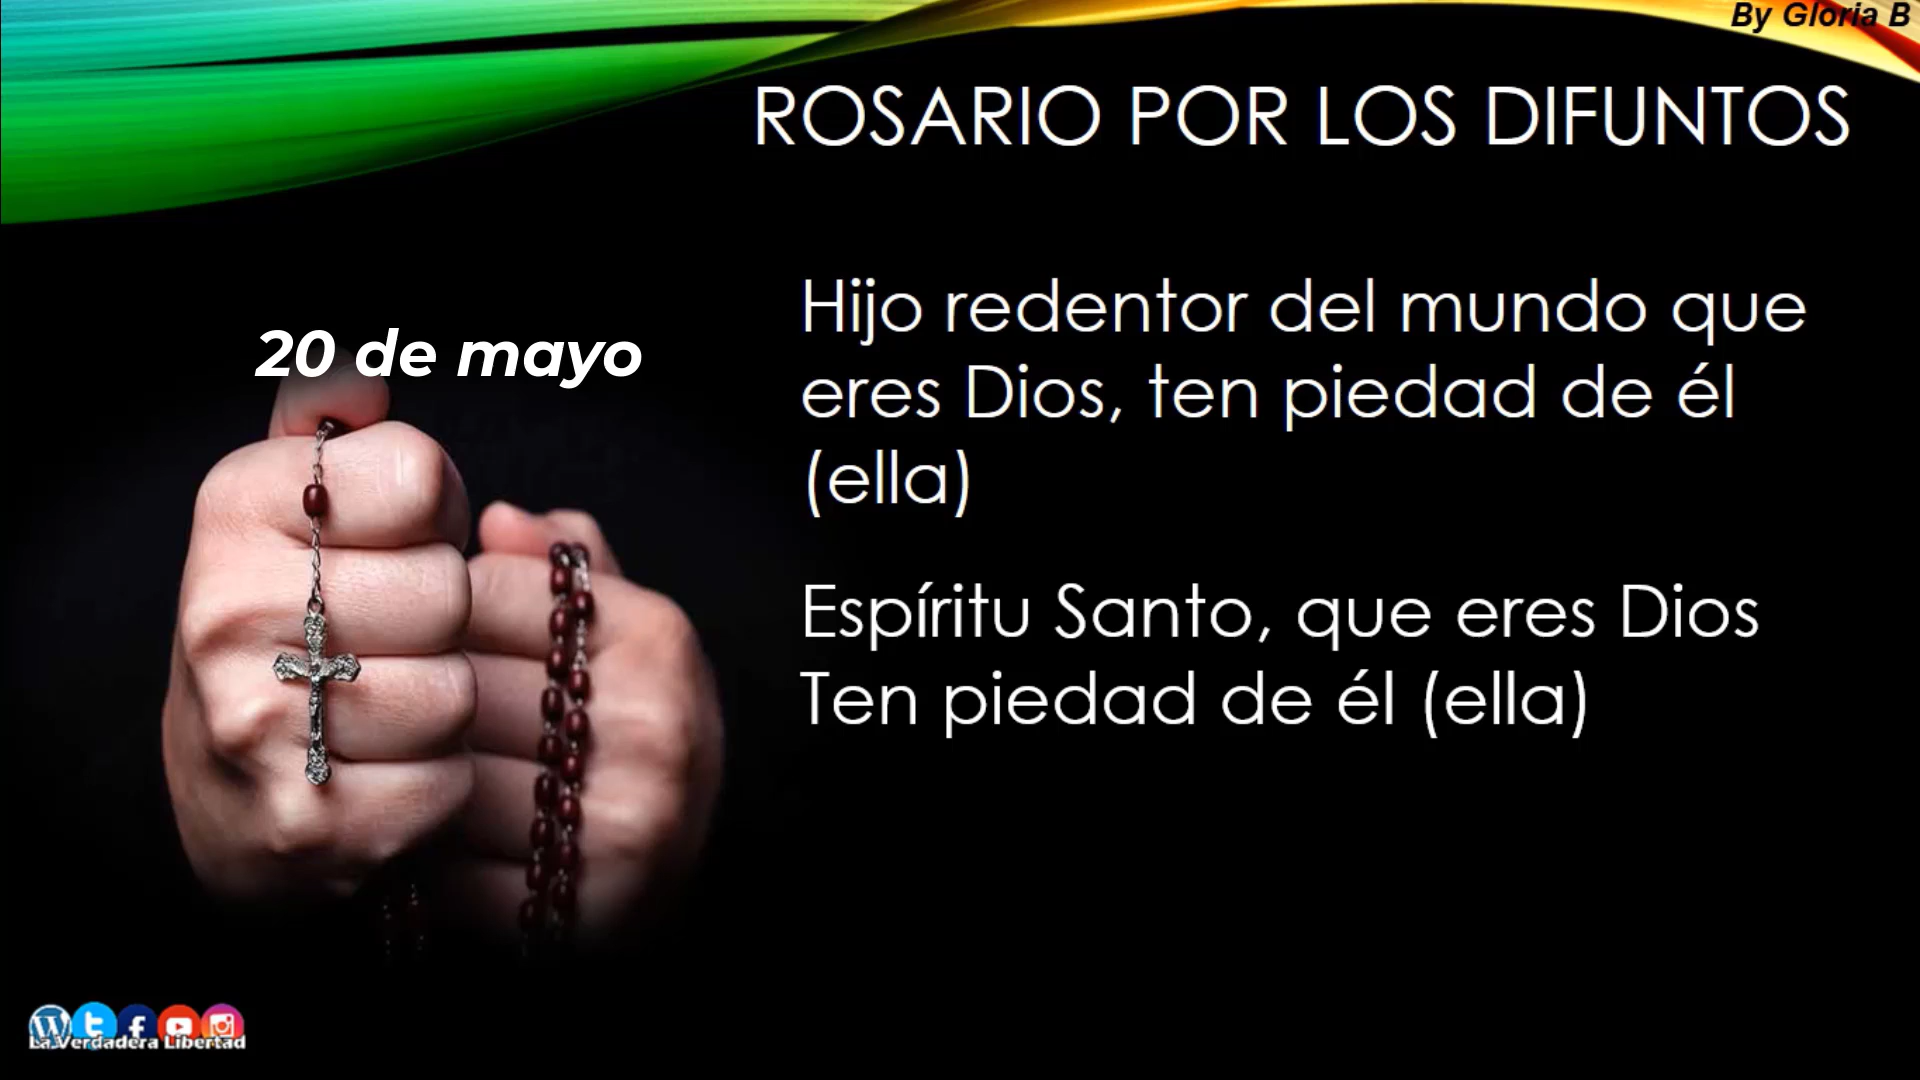 By Gloria B
ROSARIO POR LOS DIFUNTOS
20 de mayo
Hijo redentor del mundo que
eres Dios, ten piedad de él
(ella)
Espíritu Santo, que eres Dios
Ten piedad de él (ella)
La Verdadera Libertad